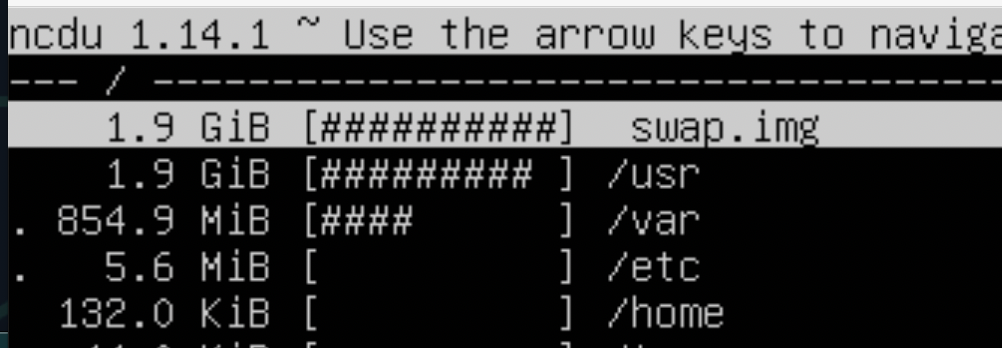 ncdu 1.14.1 ~ Use the arrow keys to naviga
--- / ------------------------------------
1.9 GiB [##########] swap.img
1.9 GiB [######### ] /usr
. 854.9 MiB [####      ] /var
. 5.6 MiB [          ] /etc
132.0 KiB [          ] /home